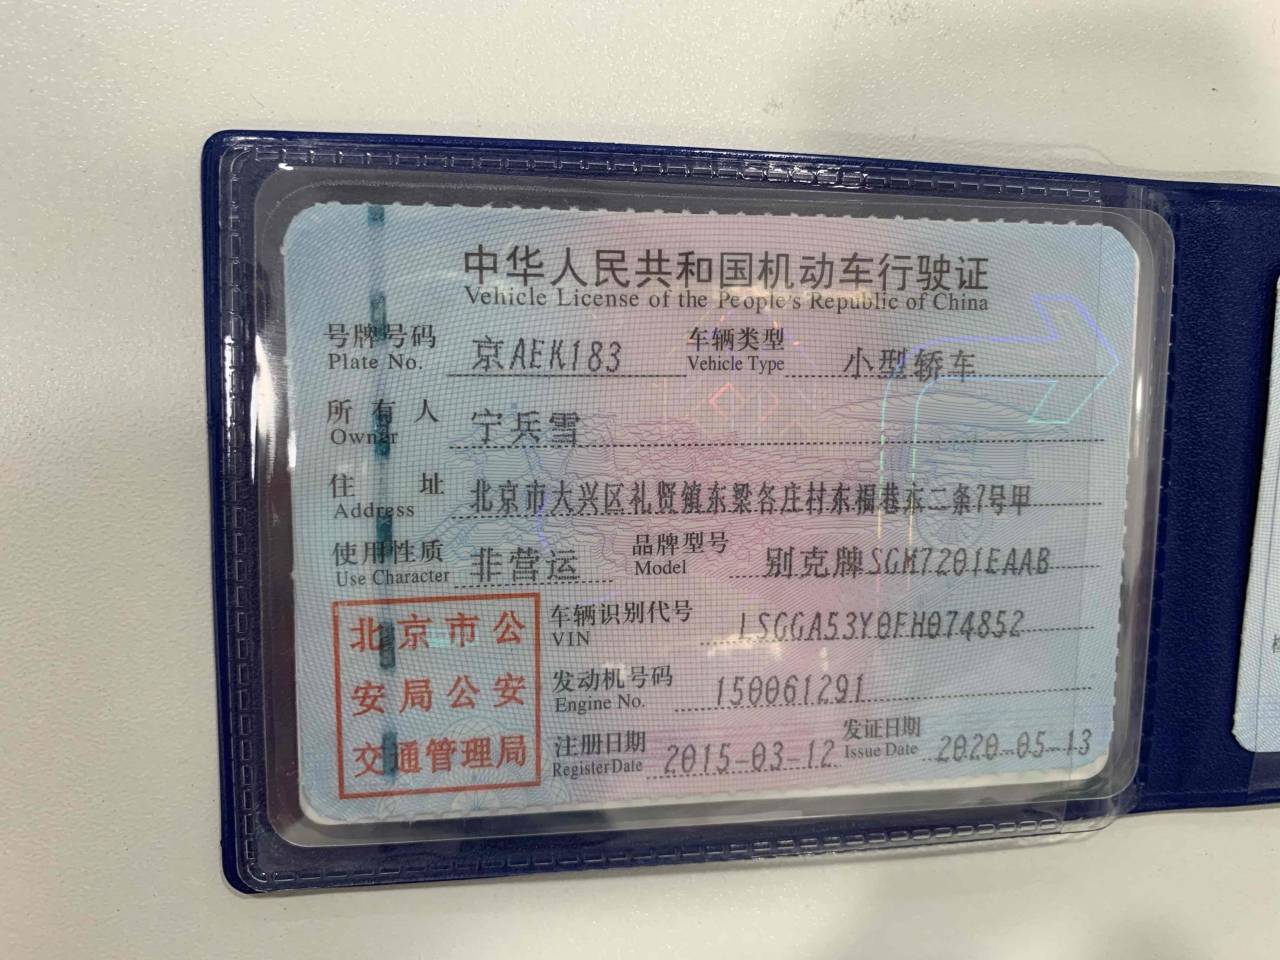 中华人民共和国机动车行驶证
Vehicle License of the People's Republic of China
号牌号码 京AEK183 车辆类型 小型轿车
Plate No. Vehicle Type
所有人 宁兵雪
Owner
住址 北京市大兴区礼贤镇东梁各庄村东福巷东二条7号甲
Address
使用性质 非营运 品牌型号 别克牌SGM7201EAAB
Use Character Model
车辆识别代号 LSGGA53Y0FH074852
VIN
发动机号码 150061291
Engine No.
注册日期 2015-03-12 发证日期 2020-05-13
Register Date Issue Date
北京市公
安局公安
交通管理局